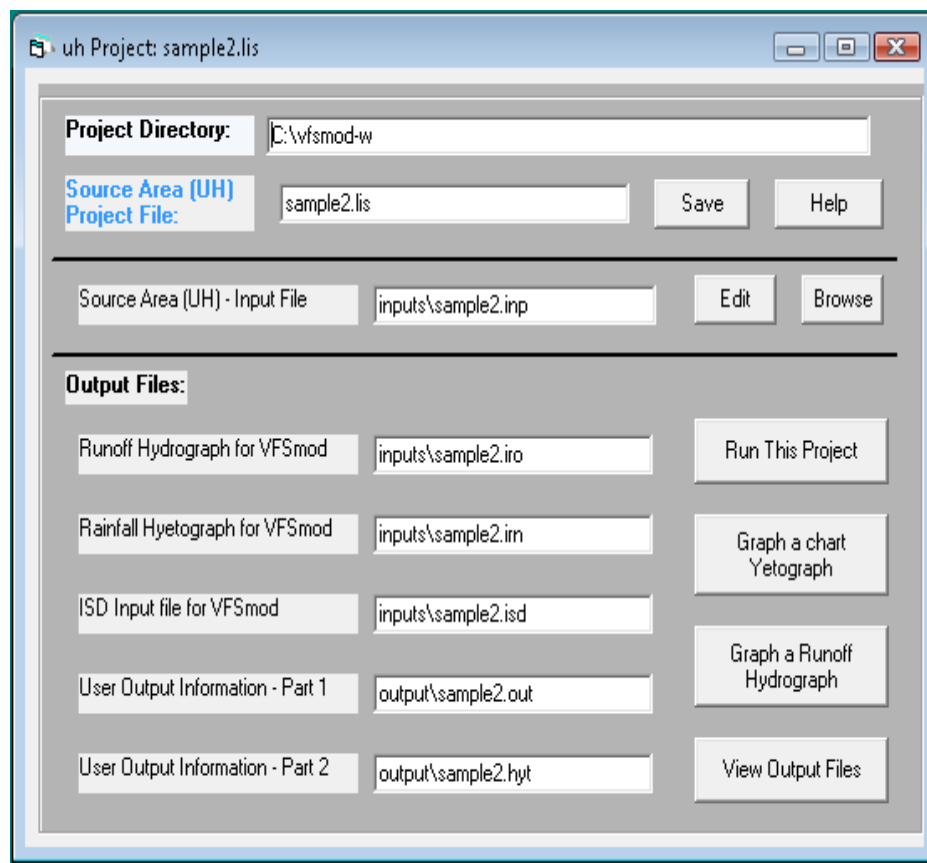 uh Project: sample2.lis
Project Directory:
C:\vfsmod-w
Source Area (UH)
Project File:
sample2.lis
Save
Help
Source Area (UH) - Input File
inputs\sample2.inp
Edit
Browse
Output Files:
Runoff Hydrograph for VFSmod
inputs\sample2.iro
Run This Project
Rainfall Hyetograph for VFSmod
inputs\sample2.irn
Graph a chart
Yetograph
ISD Input file for VFSmod
inputs\sample2.isd
Graph a Runoff
Hydrograph
User Output Information - Part 1
output\sample2.out
User Output Information - Part 2
output\sample2.hyt
View Output Files